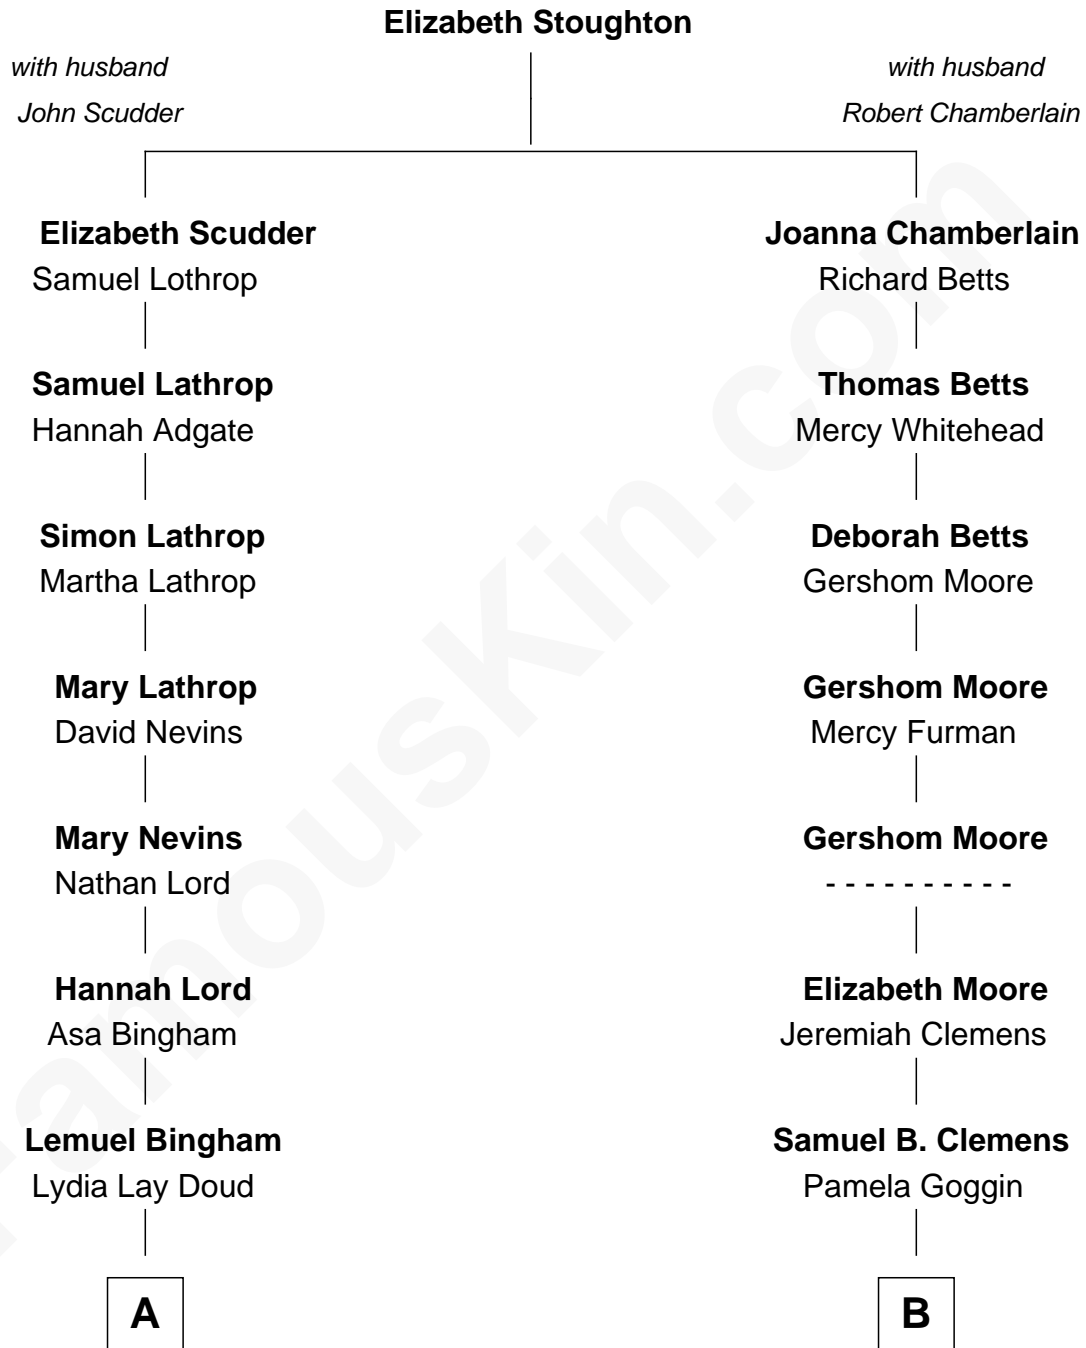 Elizabeth Stoughton
with husband
John Scudder
with husband
Robert Chamberlain
Elizabeth Scudder
Samuel Lothrop
Joanna Chamberlain
Richard Betts
Samuel Lathrop
Hannah Adgate
Thomas Betts
Mercy Whitehead
Simon Lathrop
Martha Lathrop
Deborah Betts
Gershom Moore
Mary Lathrop
David Nevins
Gershom Moore
Mercy Furman
Mary Nevins
Nathan Lord
Gershom Moore
- - - - - - - - - -
Hannah Lord
Asa Bingham
Elizabeth Moore
Jeremiah Clemens
Lemuel Bingham
Lydia Lay Doud
Samuel B. Clemens
Pamela Goggin
A
B
FamousKin.com